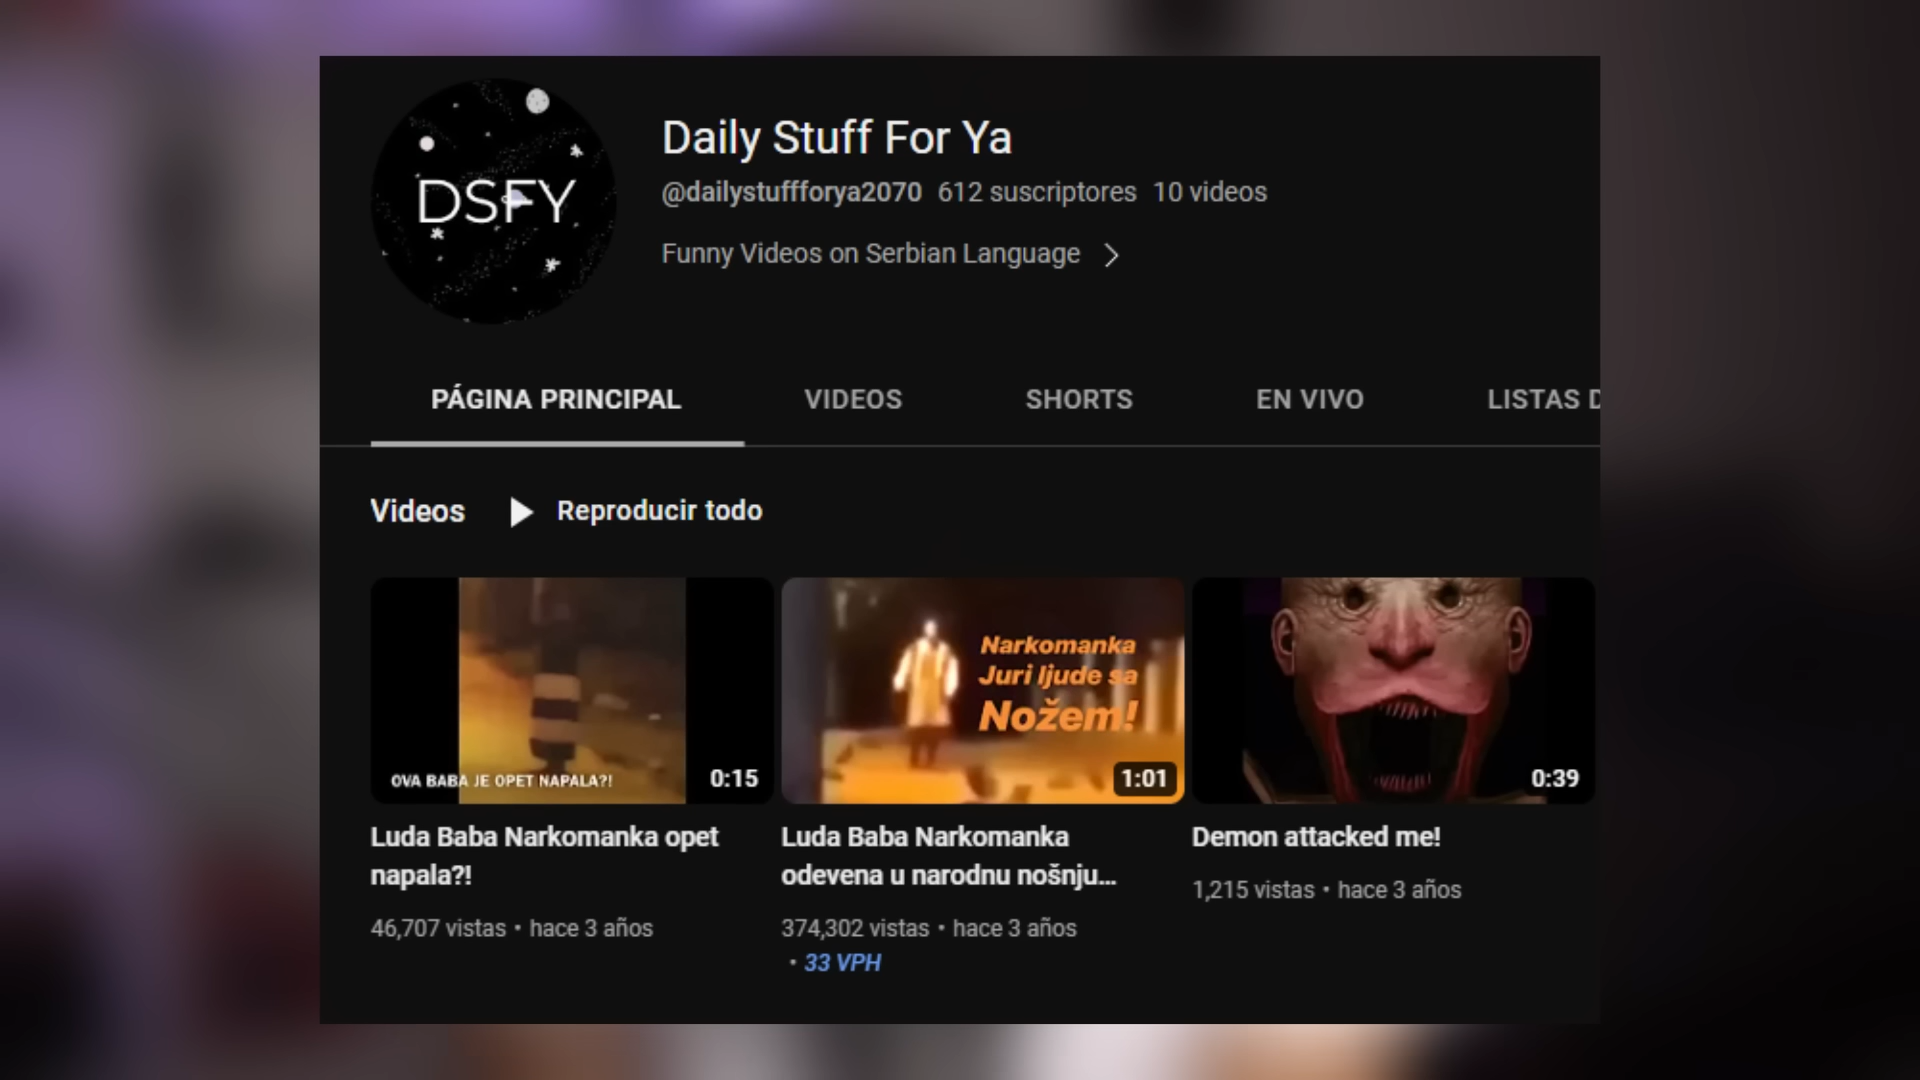 DSFY
Daily Stuff For Ya
@dailystuffforya2070 612 suscriptores 10 videos
Funny Videos on Serbian Language
PÁGINA PRINCIPAL VIDEOS SHORTS EN VIVO LISTAS D
Videos Reproducir todo
OVA BABA JE OPET NAPALA?!
0:15
Narkomanka
Juri ljude sa
Nožem!
1:01
0:39
Luda Baba Narkomanka opet
napala?!
46,707 vistas • hace 3 años
Luda Baba Narkomanka
odevena u narodnu nošnju...
374,302 vistas • hace 3 años
• 33 VPH
Demon attacked me!
1,215 vistas • hace 3 años